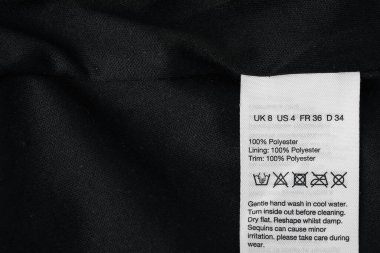 UK 8 US 4 FR 36 D 34
100% Polyester
Lining: 100% Polyester
Trim: 100% Polyester
Gentle hand wash in cool water.
Turn inside out before cleaning.
Dry flat. Reshape whilst damp.
Sequins can cause minor
irritation. please take care during
wear.